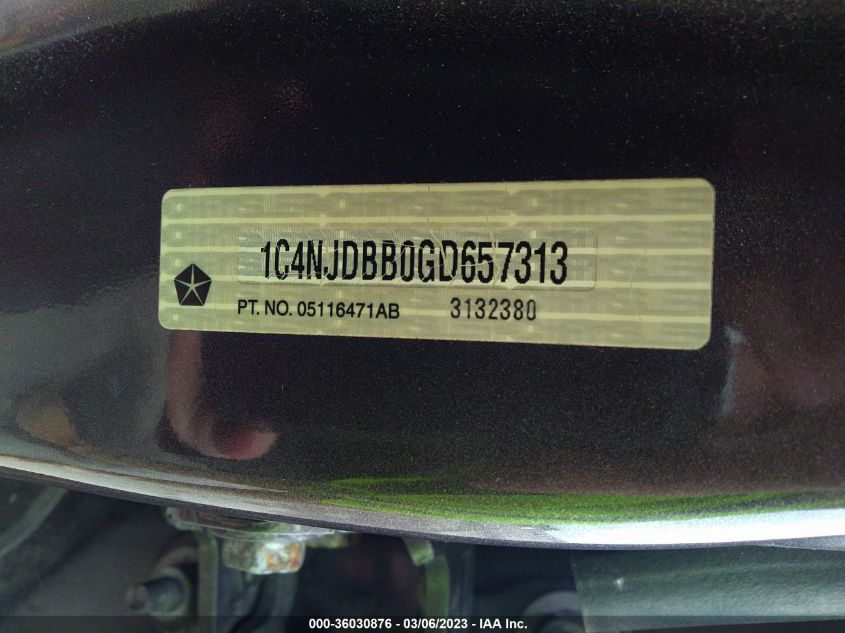 1C4NJDBB0GD657313
PT. NO. 05116471AB 3132380
000-36030876 - 03/06/2023 - IAA Inc.